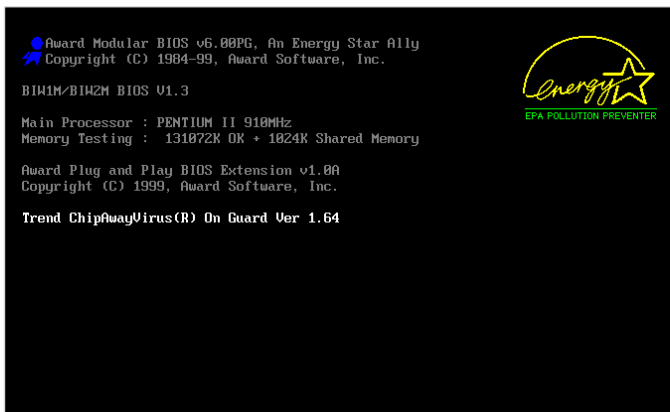 Award Modular BIOS v6.00PG, An Energy Star Ally
Copyright (C) 1984-99, Award Software, Inc.
BIW1M/BIW2M BIOS V1.3
Main Processor : PENTIUM II 910MHz
Memory Testing :  131072K OK + 1024K Shared Memory
Award Plug and Play BIOS Extension v1.0A
Copyright (C) 1999, Award Software, Inc.
Trend ChipAwayVirus(R) On Guard Ver 1.64
energy
EPA POLLUTION PREVENTER